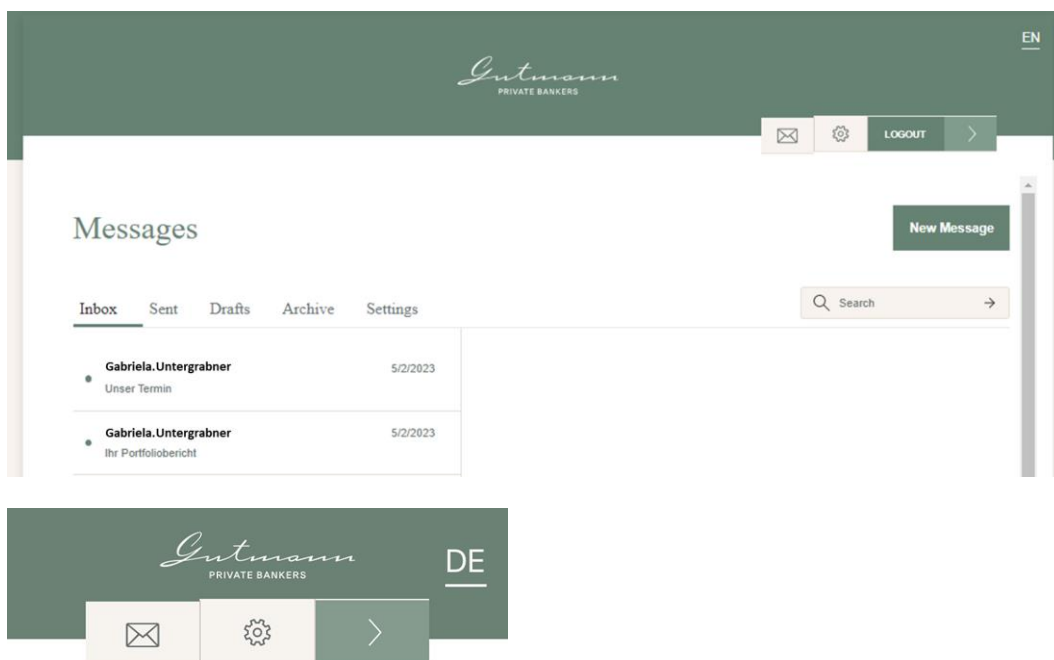 EN
Gutmann
PRIVATE BANKERS
LOGOUT
Messages
New Message
Inbox Sent Drafts Archive Settings
Search
Gabriela.Untergrabner 5/2/2023
Unser Termin
Gabriela.Untergrabner 5/2/2023
Ihr Portfoliobericht
Gutmann
PRIVATE BANKERS
DE